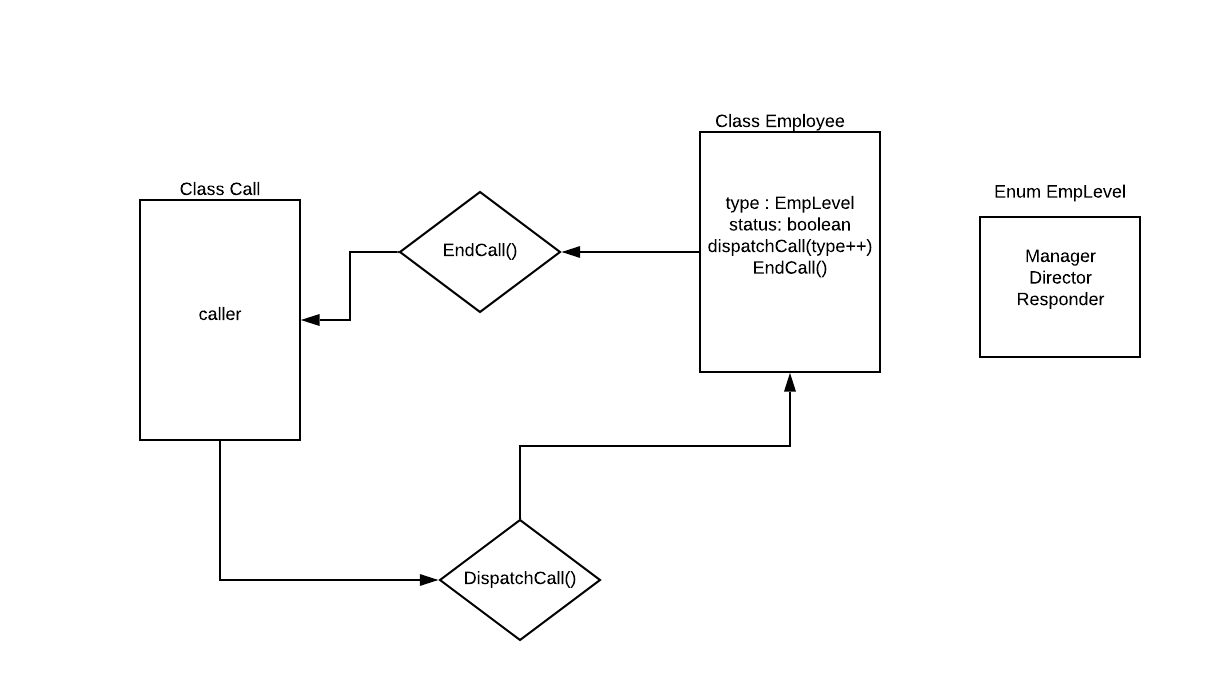 Class Employee
Class Call
Enum EmpLevel
type : EmpLevel
status: boolean
dispatchCall(type++)
EndCall()
EndCall()
Manager
Director
Responder
caller
DispatchCall()